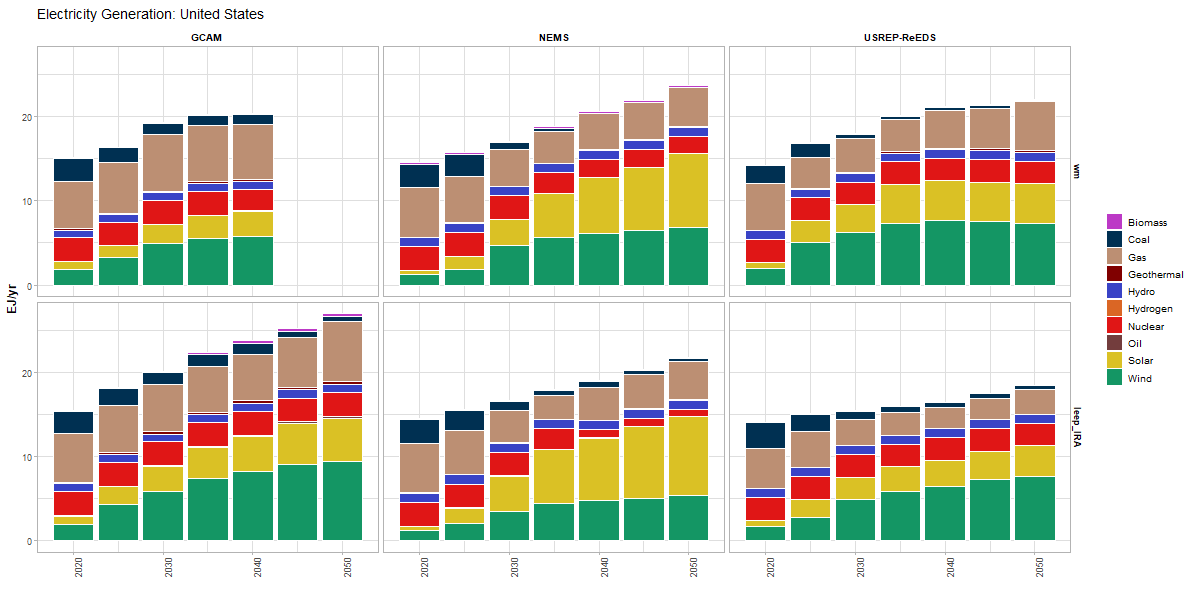 Electricity Generation: United States
GCAM
NEMS
USREP-ReEDS
EJ/yr
20
10
0
wm
20
10
0
leep_IRA
2020
2030
2040
2050
2020
2030
2040
2050
2020
2030
2040
2050
Biomass
Coal
Gas
Geothermal
Hydro
Hydrogen
Nuclear
Oil
Solar
Wind